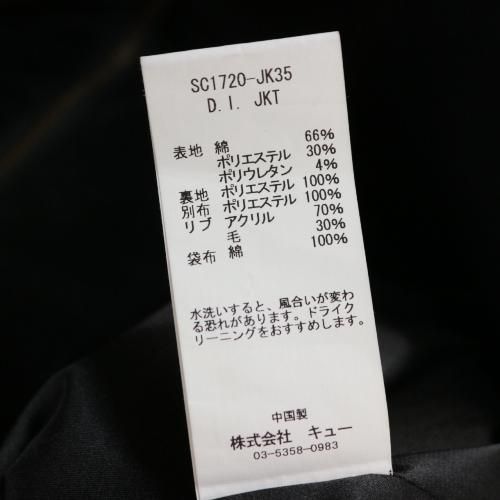 SC1720-JK35
D.I. JKT
表地 綿 66%
ポリエステル 30%
ポリウレタン 4%
裏地 ポリエステル 100%
別布 ポリエステル 100%
リブ アクリル 70%
毛 30%
袋布 綿 100%
水洗いすると、風合いが変わ
る恐れがあります。ドライク
リーニングをおすすめします。
中国製
株式会社 キュー
03-5358-0983